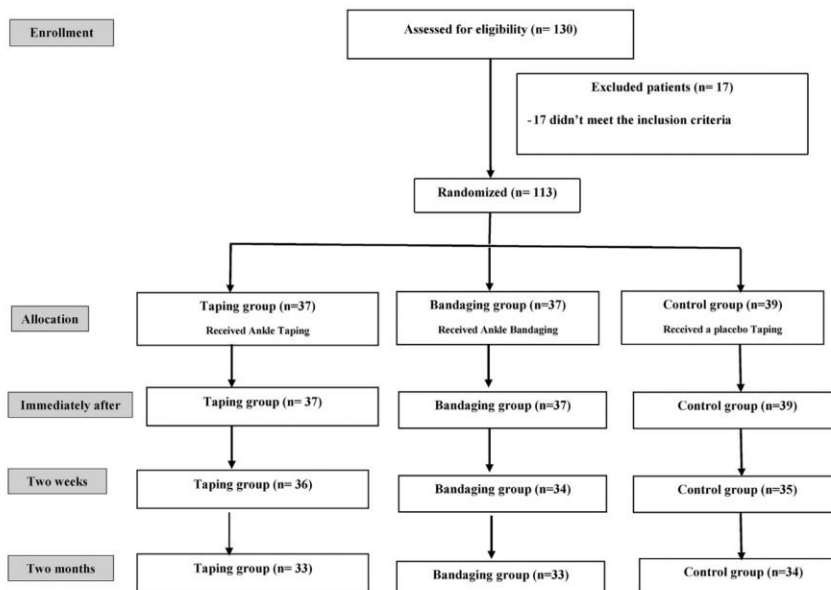 Enrollment
Assessed for eligibility (n= 130)
Excluded patients (n= 17)
- 17 didn't meet the inclusion criteria
Randomized (n= 113)
Allocation
Taping group (n=37)
Received Ankle Taping
Bandaging group (n=37)
Received Ankle Bandaging
Control group (n=39)
Received a placebo Taping
Immediately after
Taping group (n= 37)
Bandaging group (n=37)
Control group (n=39)
Two weeks
Taping group (n= 36)
Bandaging group (n=34)
Control group (n=35)
Two months
Taping group (n= 33)
Bandaging group (n=33)
Control group (n=34)